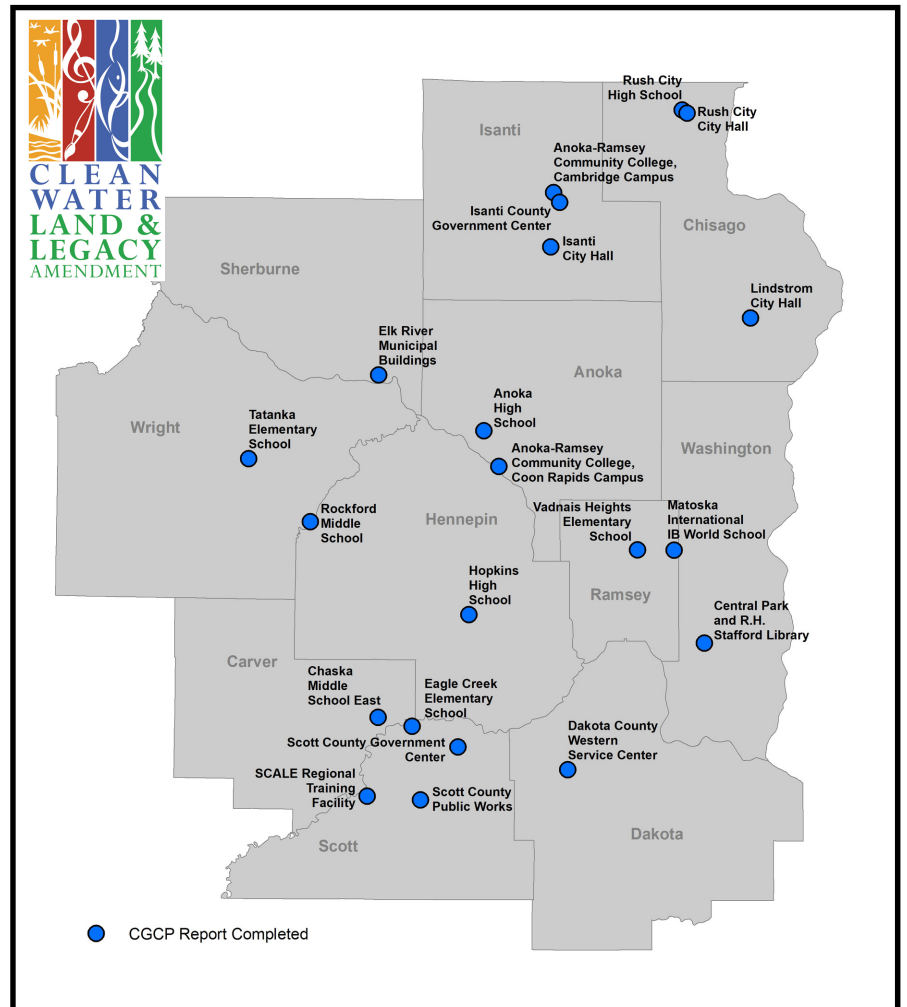 CLEAN
WATER
LAND &
LEGACY
AMENDMENT
Rush City
High School
Rush City
City Hall
Isanti
Anoka-Ramsey
Community College,
Cambridge Campus
Isanti County
Government Center
Isanti
City Hall
Chisago
Lindstrom
City Hall
Sherburne
Elk River
Municipal
Buildings
Anoka
Anoka
High
School
Wright
Tatanka
Elementary
School
Anoka-Ramsey
Community College,
Coon Rapids Campus
Washington
Rockford
Middle
School
Hennepin
Vadnais Heights
Elementary
School
Matoska
International
IB World School
Hopkins
High
School
Ramsey
Central Park
and R.H.
Stafford Library
Carver
Chaska
Middle
School East
Eagle Creek
Elementary
School
Scott County Government
Center
Dakota County
Western
Service Center
SCALE Regional
Training
Facility
Scott County
Public Works
Scott
Dakota
CGCP Report Completed